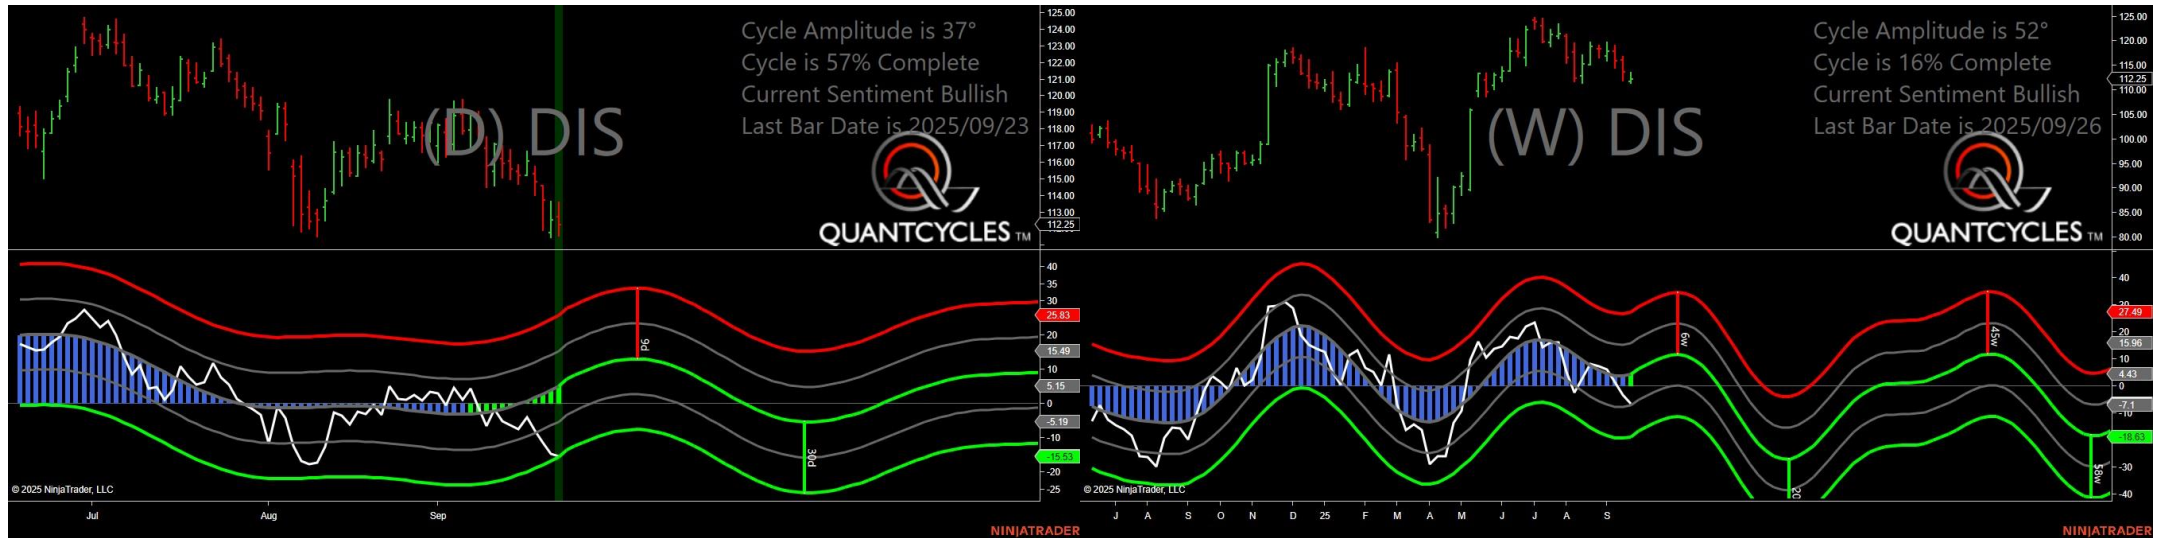 Cycle Amplitude is 37°
Cycle is 57% Complete
Current Sentiment Bullish
Last Bar Date is 2025/09/23
(D) DIS
QUANTCYCLES TM
125.00
124.00
123.00
122.00
121.00
120.00
119.00
118.00
117.00
116.00
115.00
114.00
113.00
112.25
40
35
30
25.83
20
15.49
10
5.15
0
-5.19
-10
-15.53
-20
-25
9d
30d
© 2025 NinjaTrader, LLC
Jul Aug Sep
NINJATRADER
Cycle Amplitude is 52°
Cycle is 16% Complete
Current Sentiment Bullish
Last Bar Date is 2025/09/26
(W) DIS
QUANTCYCLES TM
125.00
120.00
115.00
112.25
110.00
105.00
100.00
95.00
90.00
85.00
80.00
40
27.49
20
15.96
10
4.43
0
-7.1
-10
-18.63
-30
-40
6w
45w
20
58w
© 2025 NinjaTrader, LLC
J A S O N D 25 F M A M J J A S
NINJATRADER